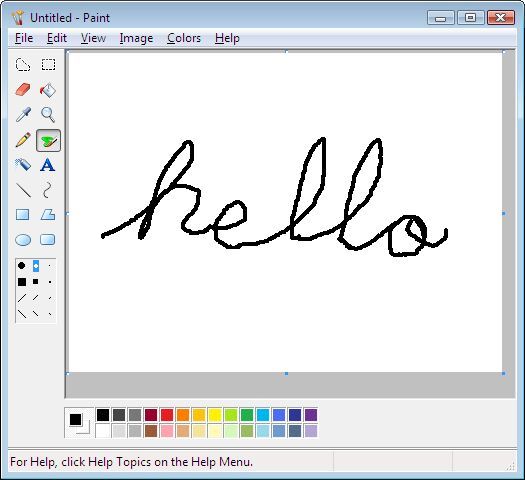 Untitled - Paint
File Edit View Image Colors Help
A
hello
For Help, click Help Topics on the Help Menu.